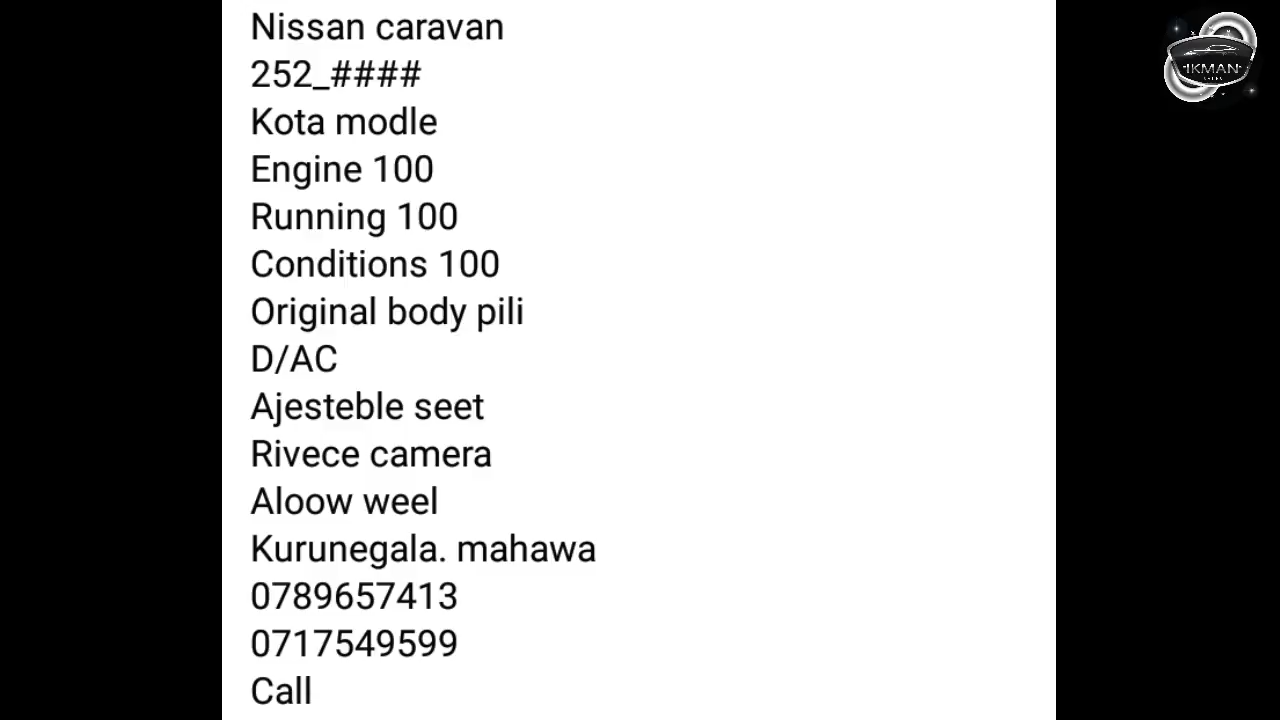 Nissan caravan
252_####
Kota modle
Engine 100
Running 100
Conditions 100
Original body pili
D/AC
Ajesteble seet
Rivece camera
Aloow weel
Kurunegala. mahawa
0789657413
0717549599
Call
IKMAN